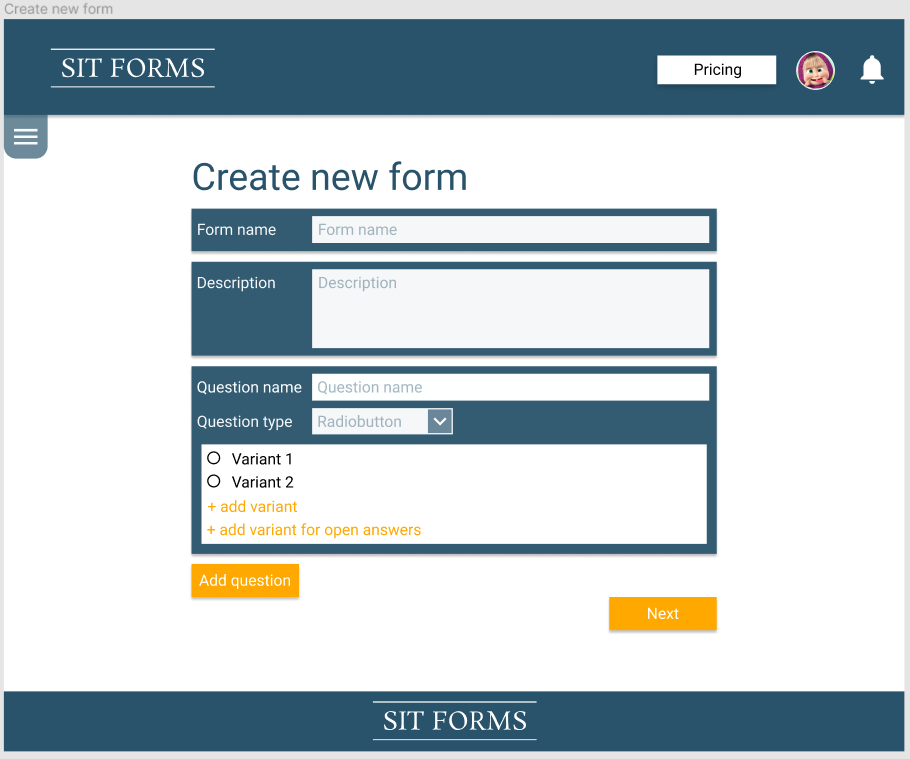 Create new form
SIT FORMS
Pricing
Create new form
Form name Form name
Description Description
Question name Question name
Question type Radiobutton
Variant 1
Variant 2
+ add variant
+ add variant for open answers
Add question
Next
SIT FORMS